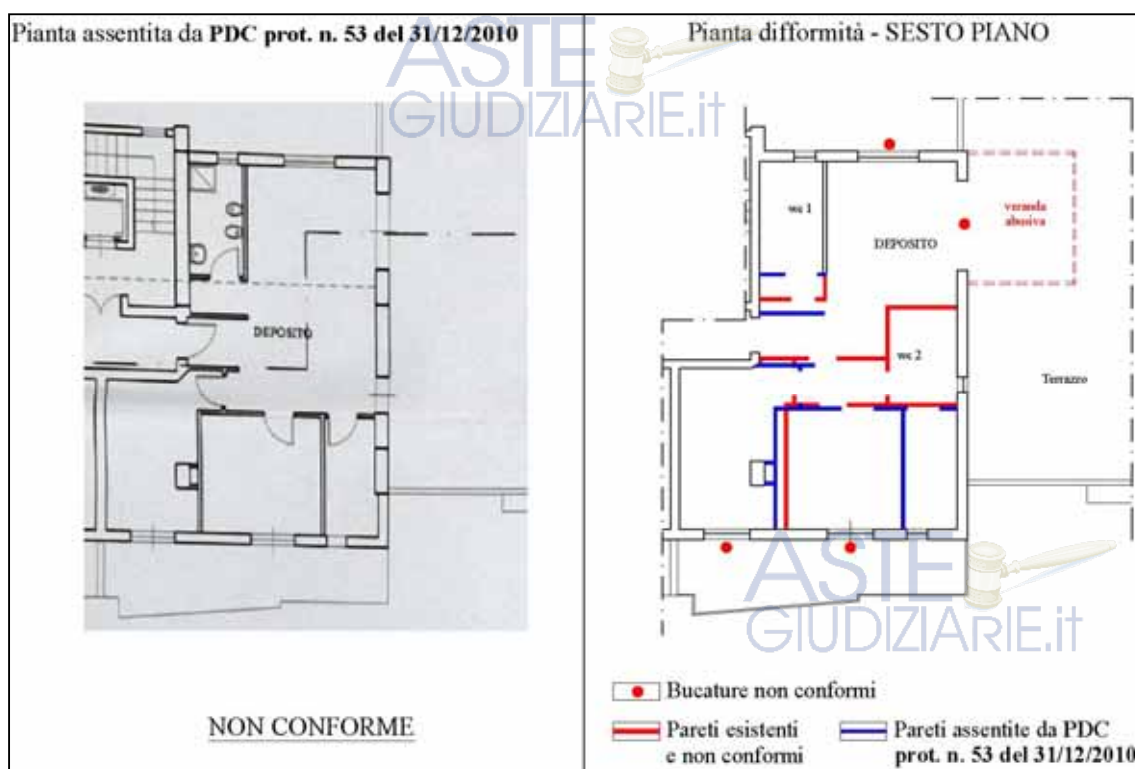 Pianta assentita da PDC prot. n. 53 del 31/12/2010
DEPOSITO
NON CONFORME
Pianta difformità - SESTO PIANO
ASTE
GIUDIZIARIE.it
wc 1
veranda
abusiva
DEPOSITO
wc 2
Terrazzo
ASTE
GIUDIZIARIE.it
Bucature non conformi
Pareti esistenti
e non conformi
Pareti assentite da PDC
prot. n. 53 del 31/12/2010